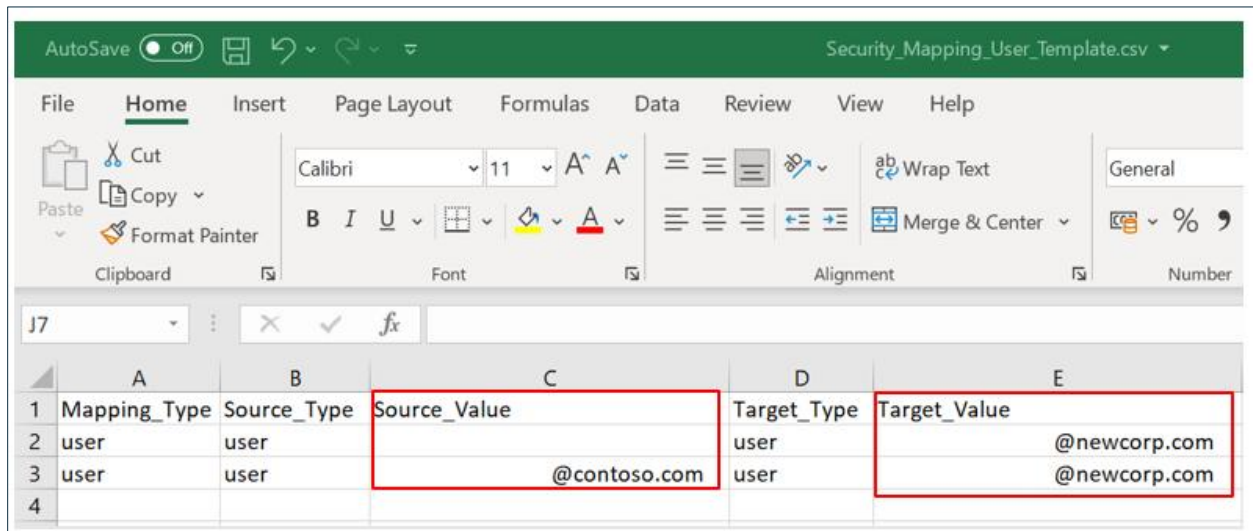 AutoSave Off Security_Mapping_User_Template.csv
File Home Insert Page Layout Formulas Data Review View Help
Paste
Cut
Copy
Format Painter
Clipboard
Calibri 11 A^ A˅
B I U A
Font
ab Wrap Text
Merge & Center
Alignment
General
% 9
Number
J7 fx
A B C D E
1 Mapping_Type Source_Type Source_Value Target_Type Target_Value
2 user user user @newcorp.com
3 user user @contoso.com user @newcorp.com
4